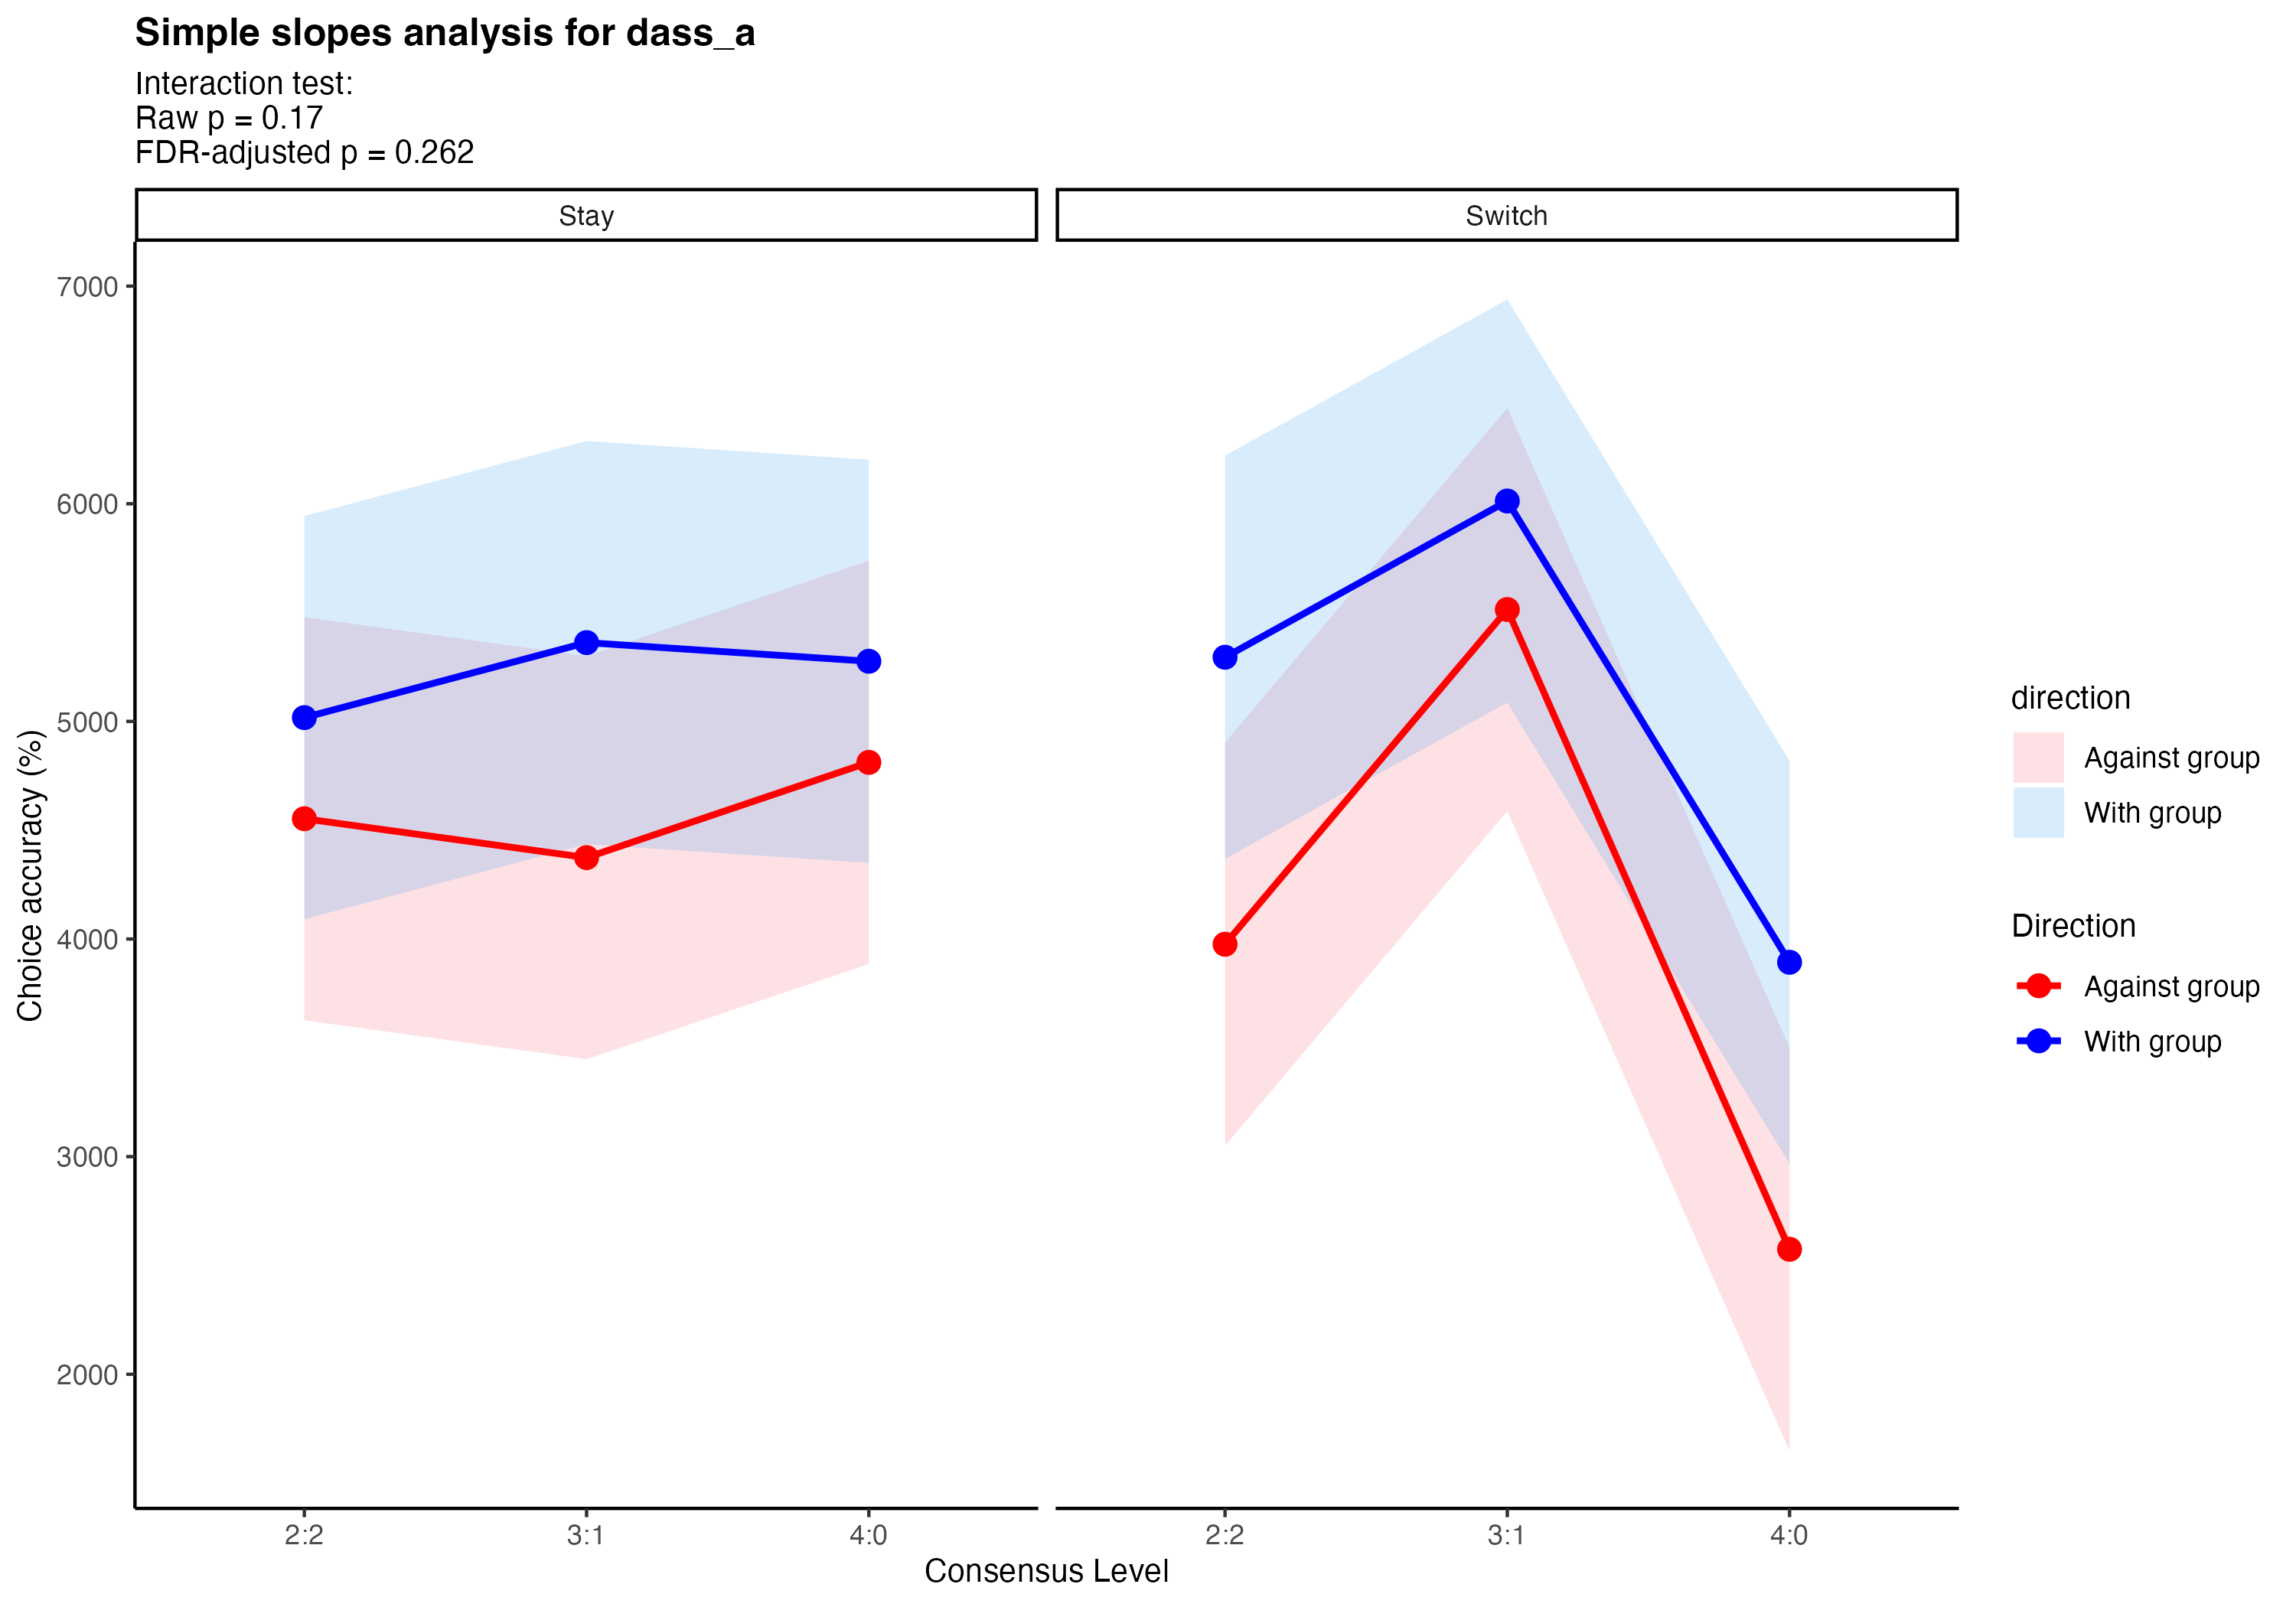 Simple slopes analysis for dass_a
Interaction test:
Raw p = 0.17
FDR-adjusted p = 0.262
Stay
Switch
7000
6000
5000
4000
3000
2000
Choice accuracy (%)
2:2
3:1
4:0
2:2
3:1
4:0
Consensus Level
direction
Against group
With group
Direction
Against group
With group